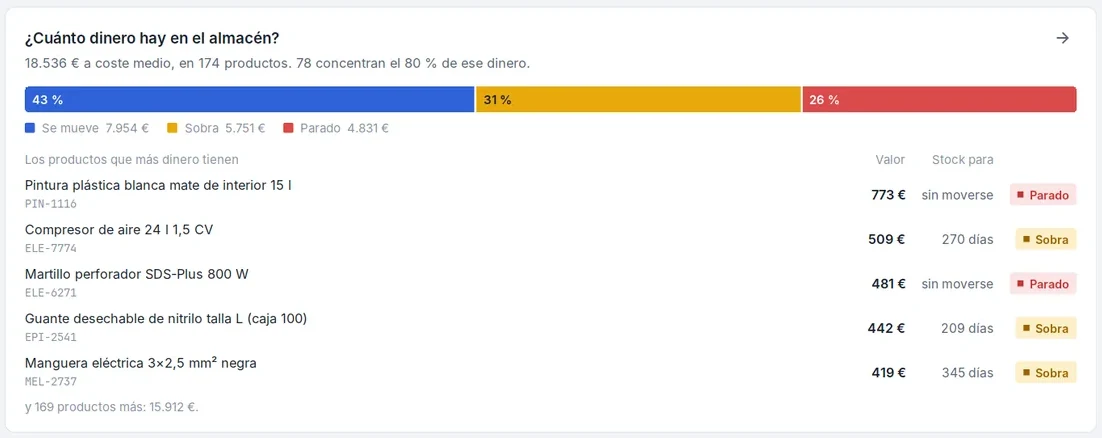 ¿Cuánto dinero hay en el almacén?
18.536 € a coste medio, en 174 productos. 78 concentran el 80 % de ese dinero.
43 % 31 % 26 %
Se mueve 7.954 € Sobra 5.751 € Parado 4.831 €
Los productos que más dinero tienen Valor Stock para
Pintura plástica blanca mate de interior 15 l
PIN-1116
773 € sin moverse Parado
Compresor de aire 24 l 1,5 CV
ELE-7774
509 € 270 días Sobra
Martillo perforador SDS-Plus 800 W
ELE-6271
481 € sin moverse Parado
Guante desechable de nitrilo talla L (caja 100)
EPI-2541
442 € 209 días Sobra
Manguera eléctrica 3×2,5 mm² negra
MEL-2737
419 € 345 días Sobra
y 169 productos más: 15.912 €.